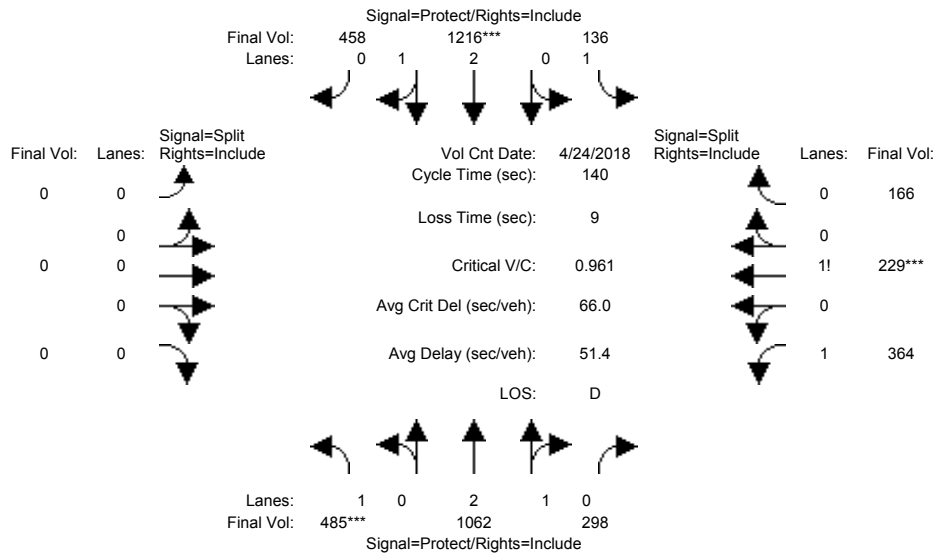 Signal=Protect/Rights=Include
Final Vol: 458 1216*** 136
Lanes: 0 1 2 0 1
Signal=Split Signal=Split
Final Vol: Lanes: Rights=Include Vol Cnt Date: 4/24/2018 Rights=Include Lanes: Final Vol:
Cycle Time (sec): 140
0 0 0 166
Loss Time (sec): 9
0 0
0 0 Critical V/C: 0.961 1! 229***
0 Avg Crit Del (sec/veh): 66.0 0
0 0 Avg Delay (sec/veh): 51.4 1 364
LOS: D
Lanes: 1 0 2 1 0
Final Vol: 485*** 1062 298
Signal=Protect/Rights=Include